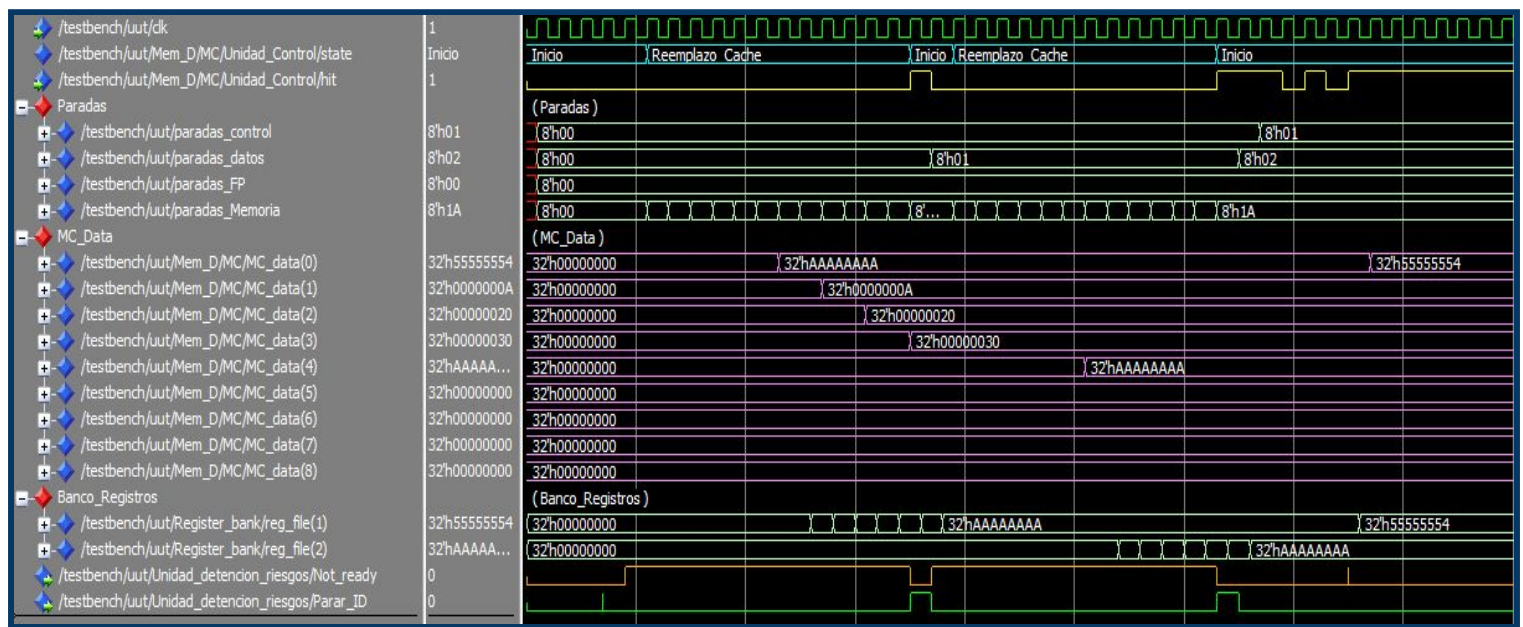 /testbench/uut/clk 1
/testbench/uut/Mem_D/MC/Unidad_Control/state Inicio Inicio Reemplazo Cache Inicio Reemplazo Cache Inicio
/testbench/uut/Mem_D/MC/Unidad_Control/hit 1
Paradas (Paradas)
/testbench/uut/paradas_control 8'h01 8'h00 8'h01
/testbench/uut/paradas_datos 8'h02 8'h00 8'h01 8'h02
/testbench/uut/paradas_FP 8'h00 8'h00
/testbench/uut/paradas_Memoria 8'h1A 8'h00 8'... 8'h1A
MC_Data (MC_Data)
/testbench/uut/Mem_D/MC/MC_data(0) 32'h55555554 32'h00000000 32'hAAAAAAAA 32'h55555554
/testbench/uut/Mem_D/MC/MC_data(1) 32'h0000000A 32'h00000000 32'h0000000A
/testbench/uut/Mem_D/MC/MC_data(2) 32'h00000020 32'h00000000 32'h00000020
/testbench/uut/Mem_D/MC/MC_data(3) 32'h00000030 32'h00000000 32'h00000030
/testbench/uut/Mem_D/MC/MC_data(4) 32'hAAAAA... 32'h00000000 32'hAAAAAAAA
/testbench/uut/Mem_D/MC/MC_data(5) 32'h00000000 32'h00000000
/testbench/uut/Mem_D/MC/MC_data(6) 32'h00000000 32'h00000000
/testbench/uut/Mem_D/MC/MC_data(7) 32'h00000000 32'h00000000
/testbench/uut/Mem_D/MC/MC_data(8) 32'h00000000 32'h00000000
Banco_Registros (Banco_Registros)
/testbench/uut/Register_bank/reg_file(1) 32'h55555554 32'h00000000 32'hAAAAAAAA 32'h55555554
/testbench/uut/Register_bank/reg_file(2) 32'hAAAAA... 32'h00000000 32'hAAAAAAAA
/testbench/uut/Unidad_detencion_riesgos/Not_ready 0
/testbench/uut/Unidad_detencion_riesgos/Parar_ID 0